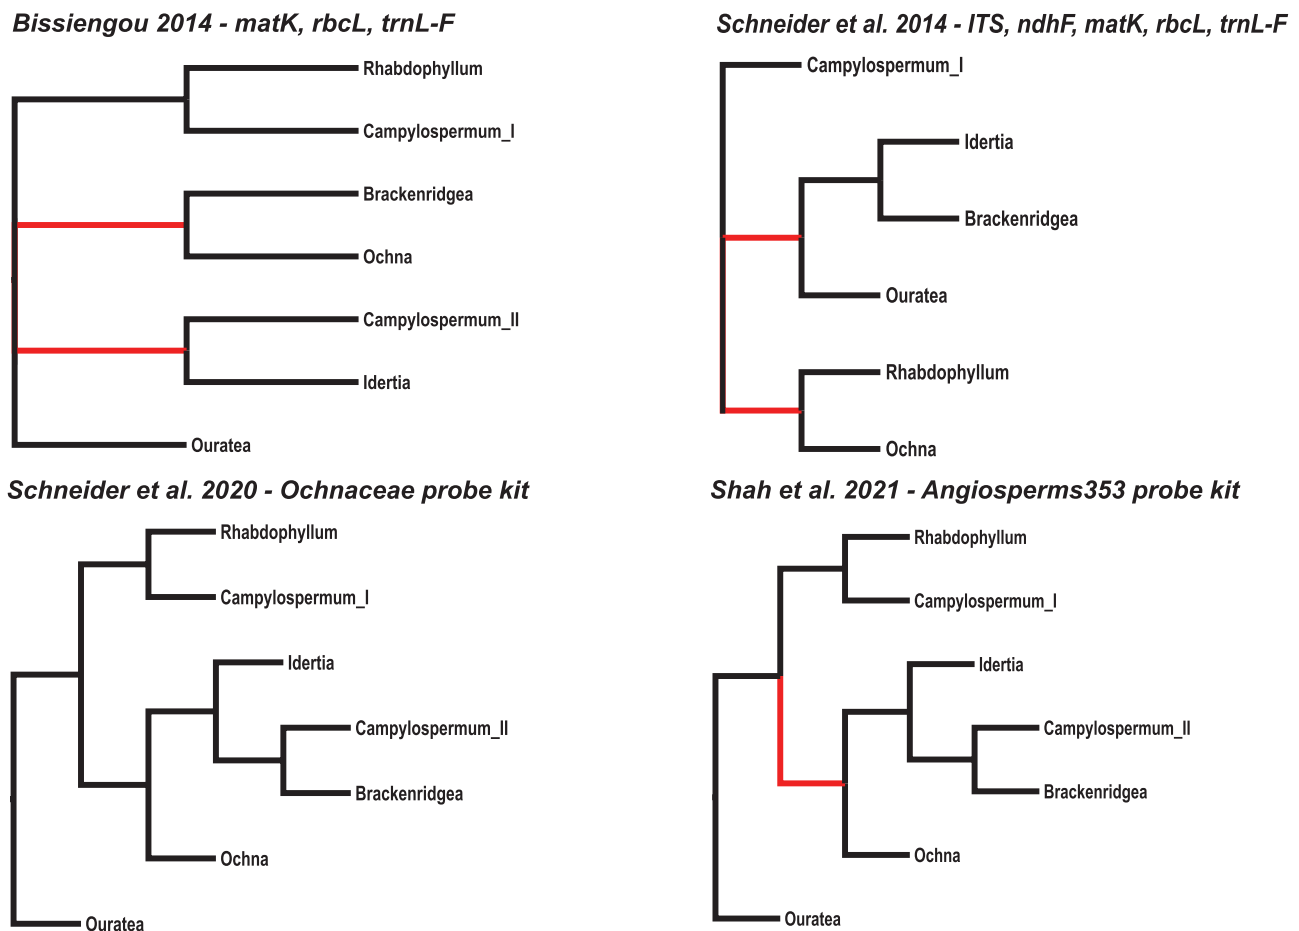 Bissiengou 2014 - matK, rbcL, trnL-F
Rhabdophyllum
Campylospermum_I
Brackenridgea
Ochna
Campylospermum_II
Idertia
Ouratea
Schneider et al. 2014 - ITS, ndhF, matK, rbcL, trnL-F
Campylospermum_I
Idertia
Brackenridgea
Ouratea
Rhabdophyllum
Ochna
Schneider et al. 2020 - Ochnaceae probe kit
Rhabdophyllum
Campylospermum_I
Idertia
Campylospermum_II
Brackenridgea
Ochna
Ouratea
Shah et al. 2021 - Angiosperms353 probe kit
Rhabdophyllum
Campylospermum_I
Idertia
Campylospermum_II
Brackenridgea
Ochna
Ouratea